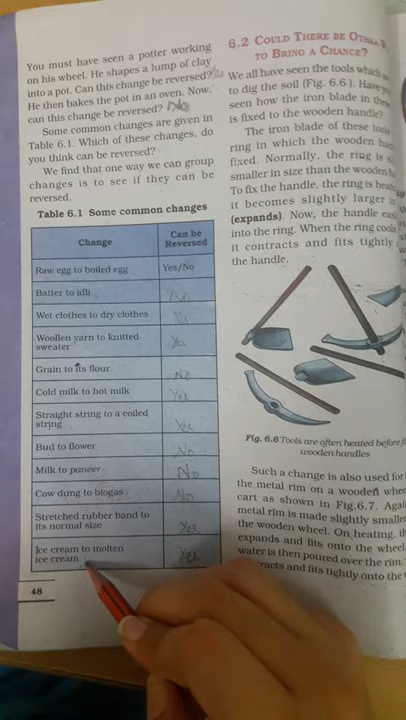 You must have seen a potter working
on his wheel. He shapes a lump of clay
into a pot. Can this change be reversed?
He then bakes the pot in an oven. Now,
can this change be reversed? No
Some common changes are given in
Table 6.1. Which of these changes, do
you think can be reversed?
We find that one way we can group
changes is to see if they can be
reversed.
Table 6.1 Some common changes
Change Can be Reversed
Raw egg to boiled egg Yes/No
Batter to idli No
Wet clothes to dry clothes Yes
Woollen yarn to knitted
sweater Yes
Grain to its flour No
Cold milk to hot milk Yes
Straight string to a coiled
string Yes
Bud to flower No
Milk to paneer No
Cow dung to biogas No
Stretched rubber band to
its normal size Yes
Ice cream to molten
ice cream Yes
48
6.2 COULD THERE BE
TO BRING A CHANCE?
We all have seen the tools which
to dig the soil (Fig. 6.6). Have
seen how the iron blade in
is fixed to the wooden handle?
The iron blade of these tools
ring in which the wooden
fixed. Normally, the ring is
smaller in size than the wooden
To fix the handle, the ring is
it becomes slightly larger
(expands). Now, the handle
into the ring. When the ring cools
it contracts and fits tightly
the handle.
Fig. 6.6 Tools are often heated before
wooden handles
Such a change is also used for
the metal rim on a wooden
cart as shown in Fig.6.7.
metal rim is made slightly smaller
the wooden wheel. On heating,
expands and fits onto the wheel
water is then poured over the rim.
and fits tightly onto the